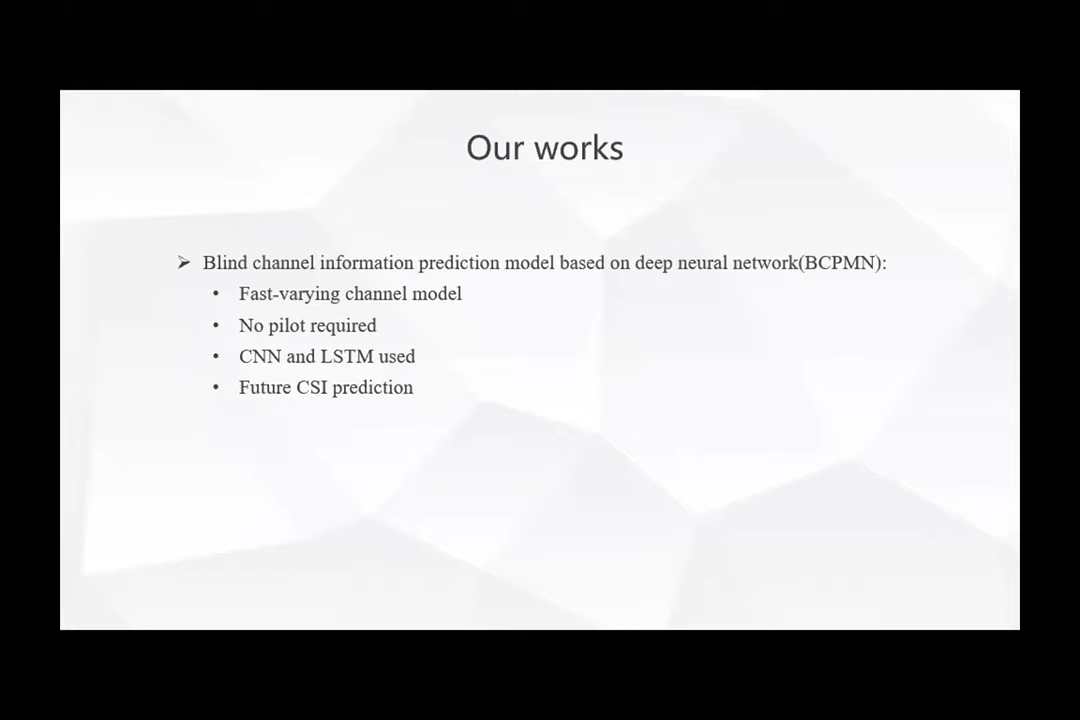 Our works
➢ Blind channel information prediction model based on deep neural network(BCPMN):
• Fast-varying channel model
• No pilot required
• CNN and LSTM used
• Future CSI prediction